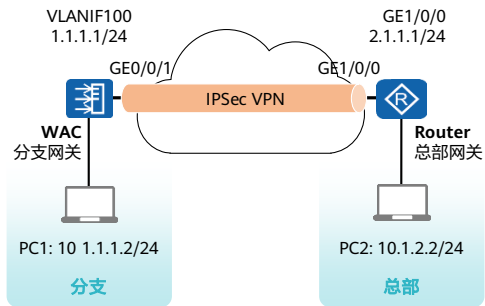 VLANIF100
1.1.1.1/24
GE1/0/0
2.1.1.1/24
GE0/0/1
GE1/0/0
IPSec VPN
R
WAC
分支网关
Router
总部网关
PC1: 10 1.1.1.2/24
PC2: 10.1.2.2/24
分支
总部